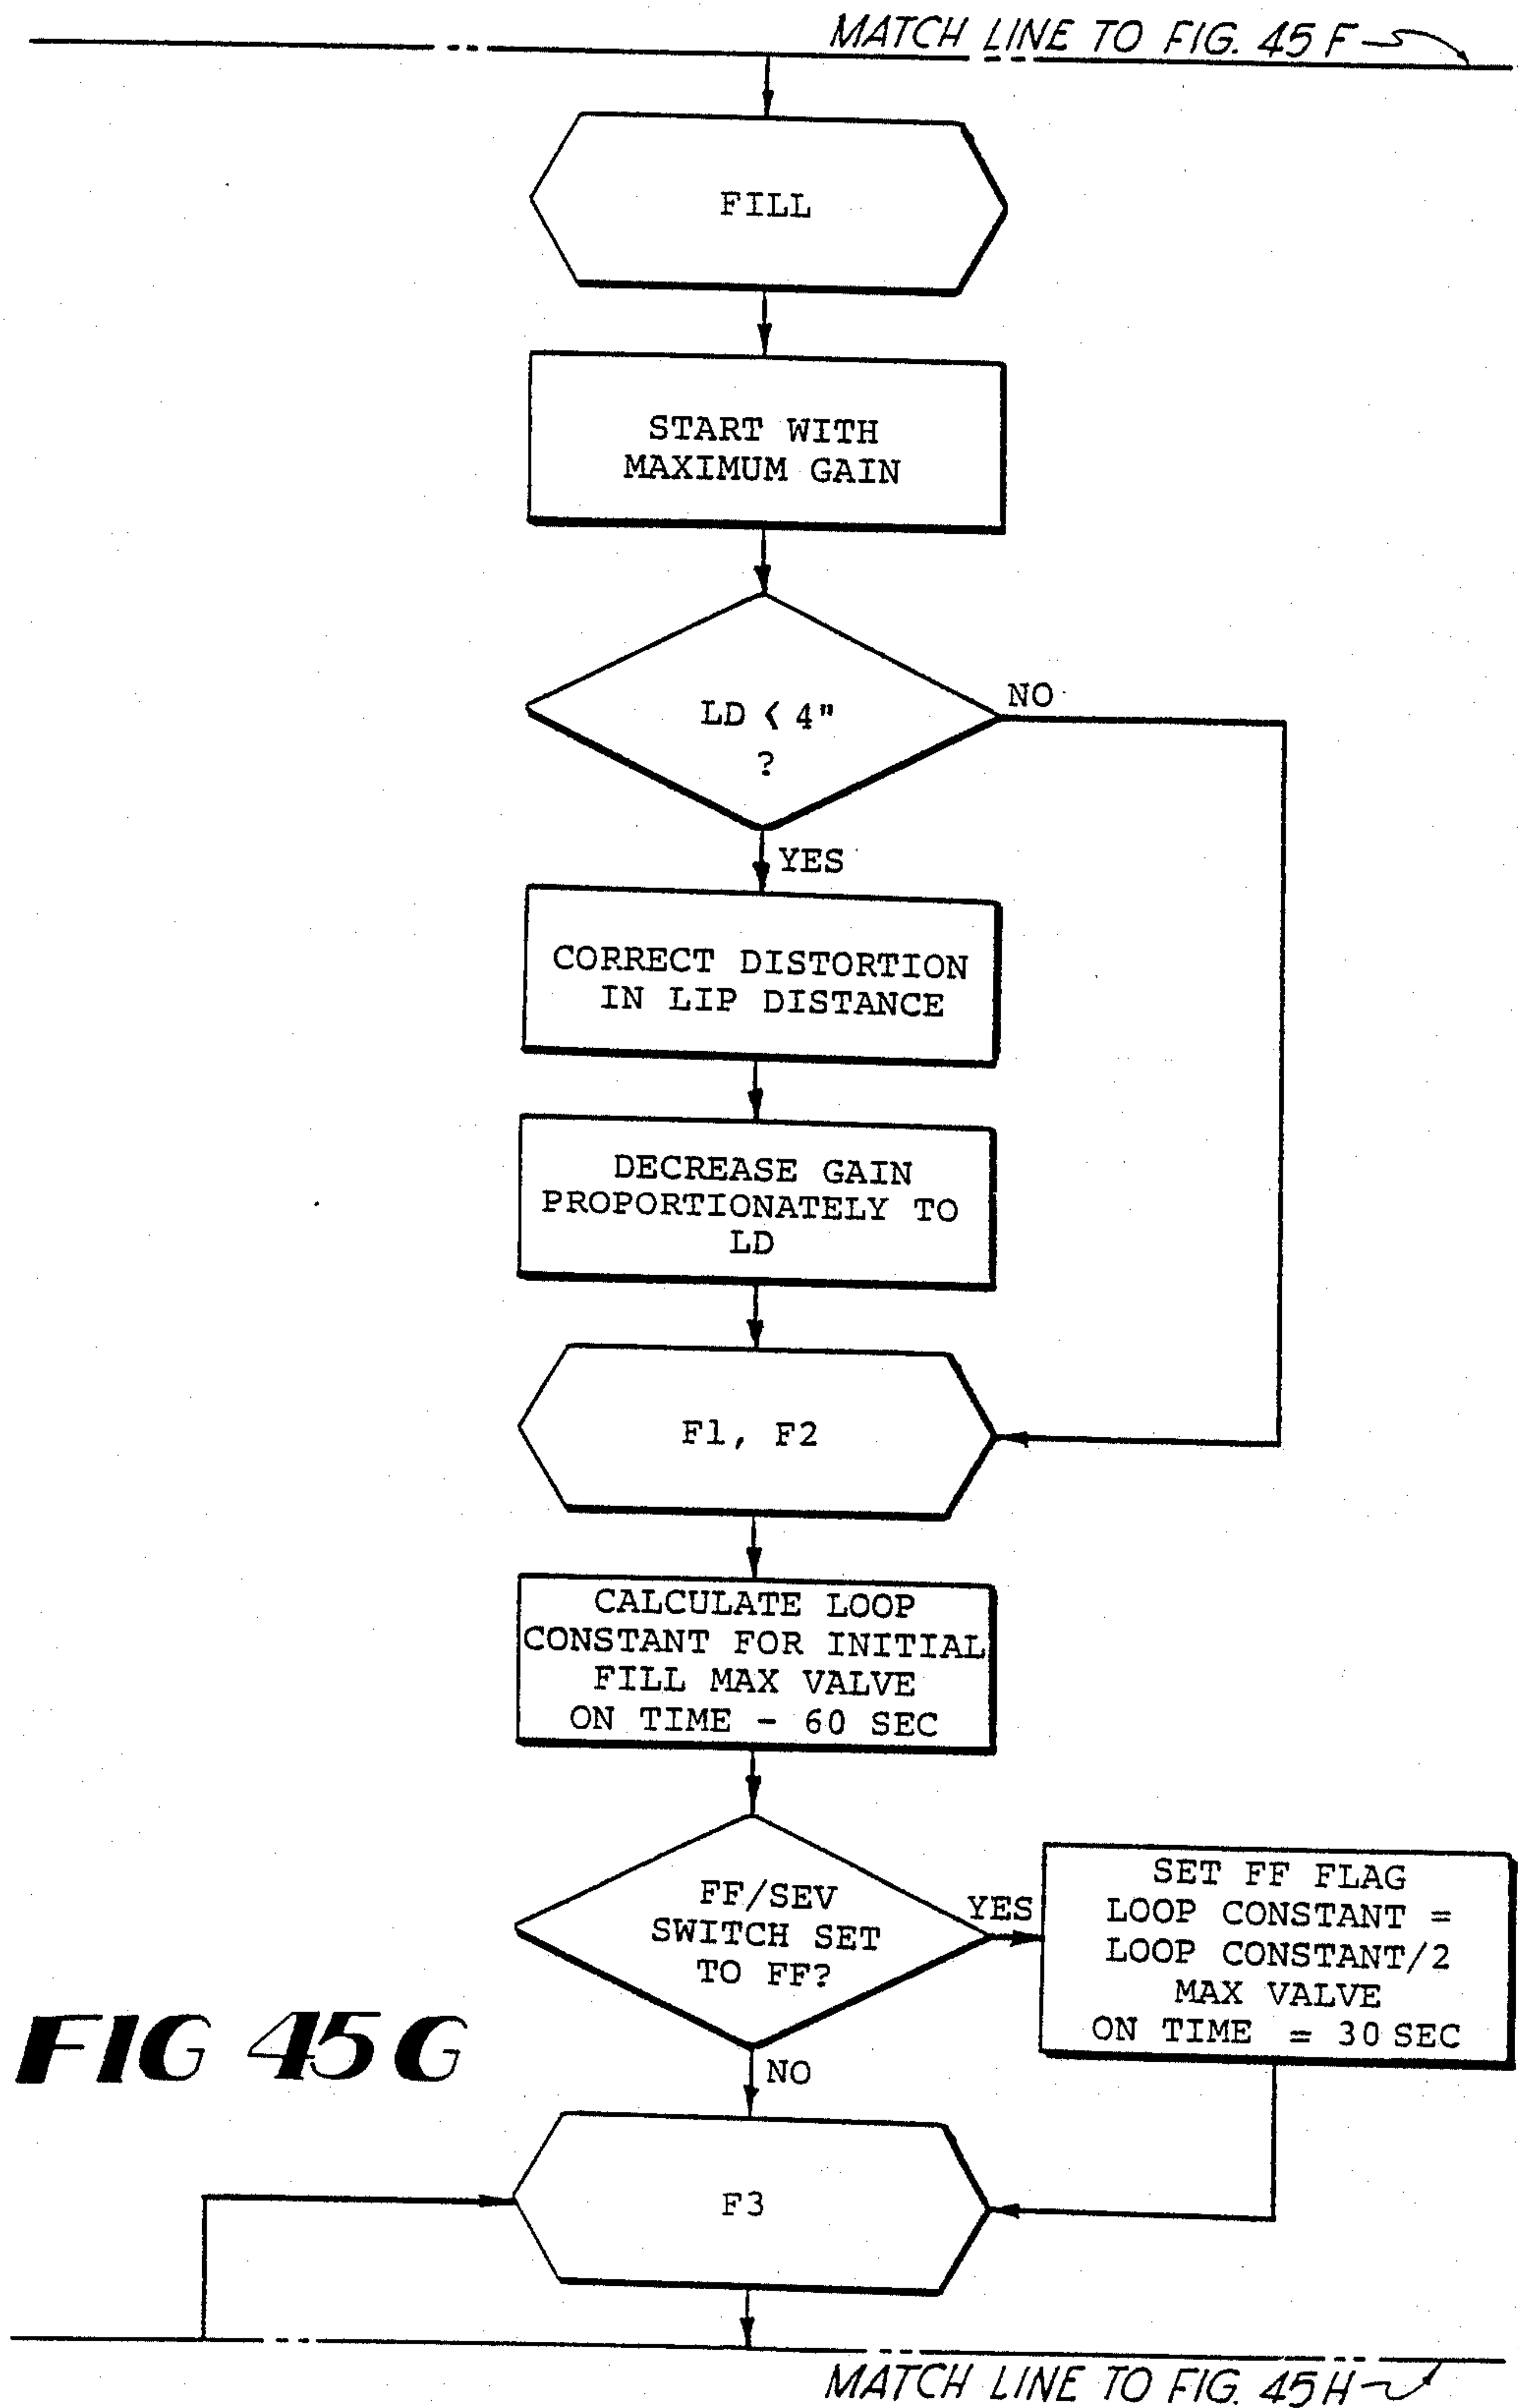 MATCH LINE TO FIG. 45 F
FILL
START WITH
MAXIMUM GAIN
LD < 4"
?
NO
YES
CORRECT DISTORTION
IN LIP DISTANCE
DECREASE GAIN
PROPORTIONATELY TO
LD
F1, F2
CALCULATE LOOP
CONSTANT FOR INITIAL
FILL MAX VALVE
ON TIME - 60 SEC
FF/SEV
SWITCH SET
TO FF?
YES
SET FF FLAG
LOOP CONSTANT =
LOOP CONSTANT/2
MAX VALVE
ON TIME = 30 SEC
NO
FIG 45G
F3
MATCH LINE TO FIG. 45 H